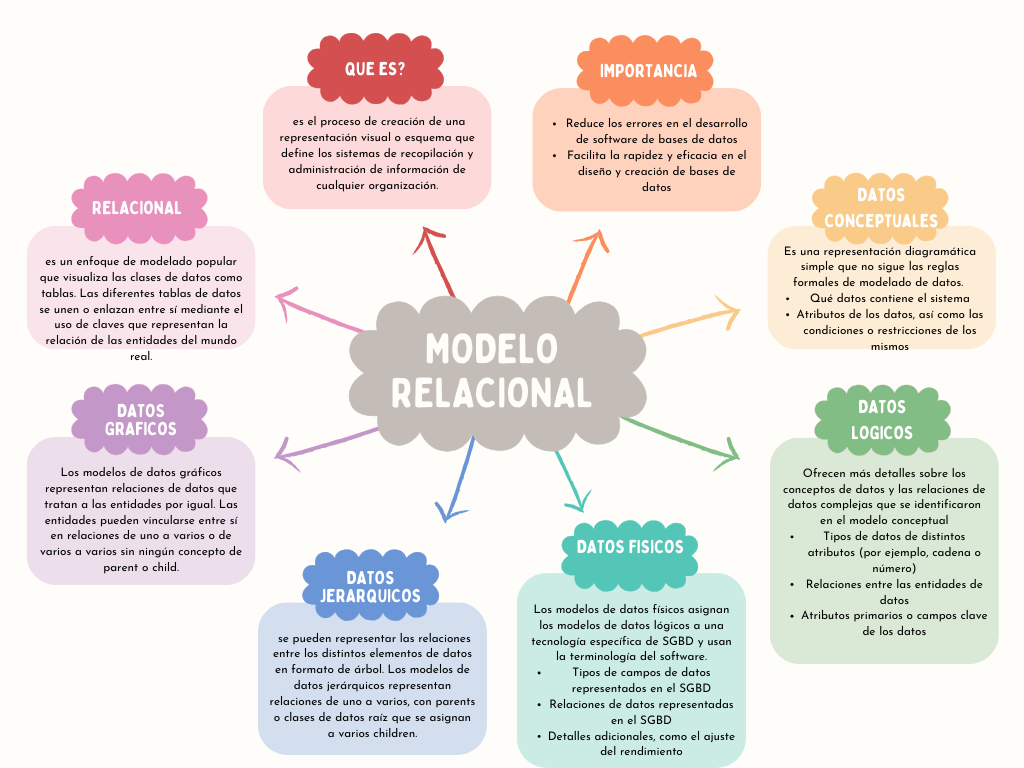 QUE ES?
es el proceso de creación de una
representación visual o esquema que
define los sistemas de recopilación y
administración de información de
cualquier organización.
IMPORTANCIA
• Reduce los errores en el desarrollo
de software de bases de datos
• Facilita la rapidez y eficacia en el
diseño y creación de bases de
datos
RELACIONAL
es un enfoque de modelado popular
que visualiza las clases de datos como
tablas. Las diferentes tablas de datos
se unen o enlazan entre sí mediante el
uso de claves que representan la
relación de las entidades del mundo
real.
DATOS
CONCEPTUALES
Es una representación diagramática
simple que no sigue las reglas
formales de modelado de datos.
• Qué datos contiene el sistema
• Atributos de los datos, así como las
condiciones o restricciones de los
mismos
MODELO
RELACIONAL
DATOS
GRAFICOS
Los modelos de datos gráficos
representan relaciones de datos que
tratan a las entidades por igual. Las
entidades pueden vincularse entre sí
en relaciones de uno a varios o de
varios a varios sin ningún concepto de
parent o child.
DATOS
LOGICOS
Ofrecen más detalles sobre los
conceptos de datos y las relaciones de
datos complejas que se identificaron
en el modelo conceptual
• Tipos de datos de distintos
atributos (por ejemplo, cadena o
número)
• Relaciones entre las entidades de
datos
• Atributos primarios o campos clave
de los datos
DATOS
JERARQUICOS
se pueden representar las relaciones
entre los distintos elementos de datos
en formato de árbol. Los modelos de
datos jerárquicos representan
relaciones de uno a varios, con parents
o clases de datos raíz que se asignan
a varios children.
DATOS FISICOS
Los modelos de datos físicos asignan
los modelos de datos lógicos a una
tecnología específica de SGBD y usan
la terminología del software.
• Tipos de campos de datos
representados en el SGBD
• Relaciones de datos representadas
en el SGBD
• Detalles adicionales, como el ajuste
del rendimiento